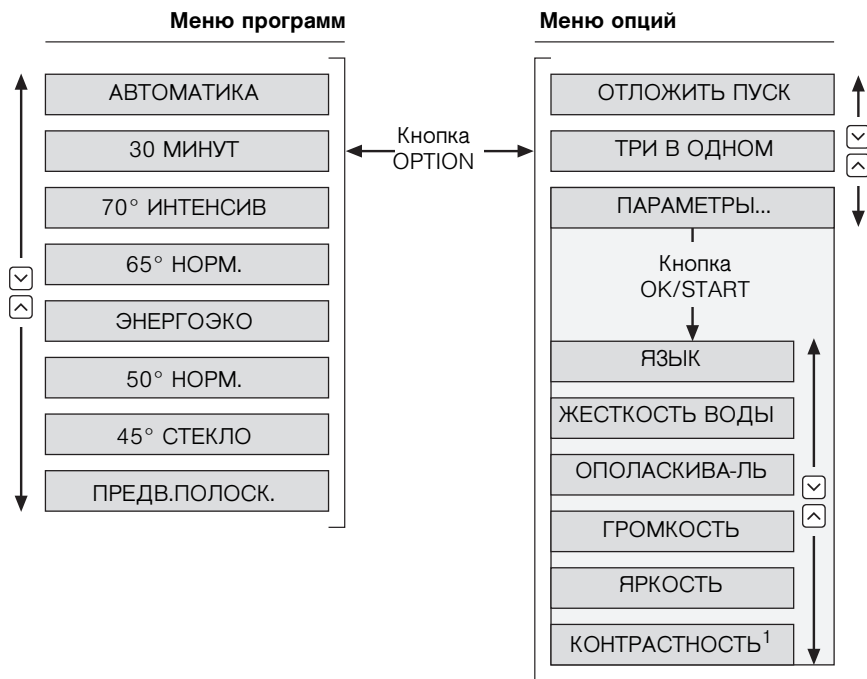 Меню программ
АВТОМАТИКА
30 МИНУТ
70° ИНТЕНСИВ
65° НОРМ.
ЭНЕРГОЭКО
50° НОРМ.
45° СТЕКЛО
ПРЕДВ.ПОЛОСК.
Кнопка
OPTION
Меню опций
ОТЛОЖИТЬ ПУСК
ТРИ В ОДНОМ
ПАРАМЕТРЫ...
Кнопка
OK/START
ЯЗЫК
ЖЕСТКОСТЬ ВОДЫ
ОПОЛАСКИВА-ЛЬ
ГРОМКОСТЬ
ЯРКОСТЬ
КОНТРАСТНОСТЬ¹